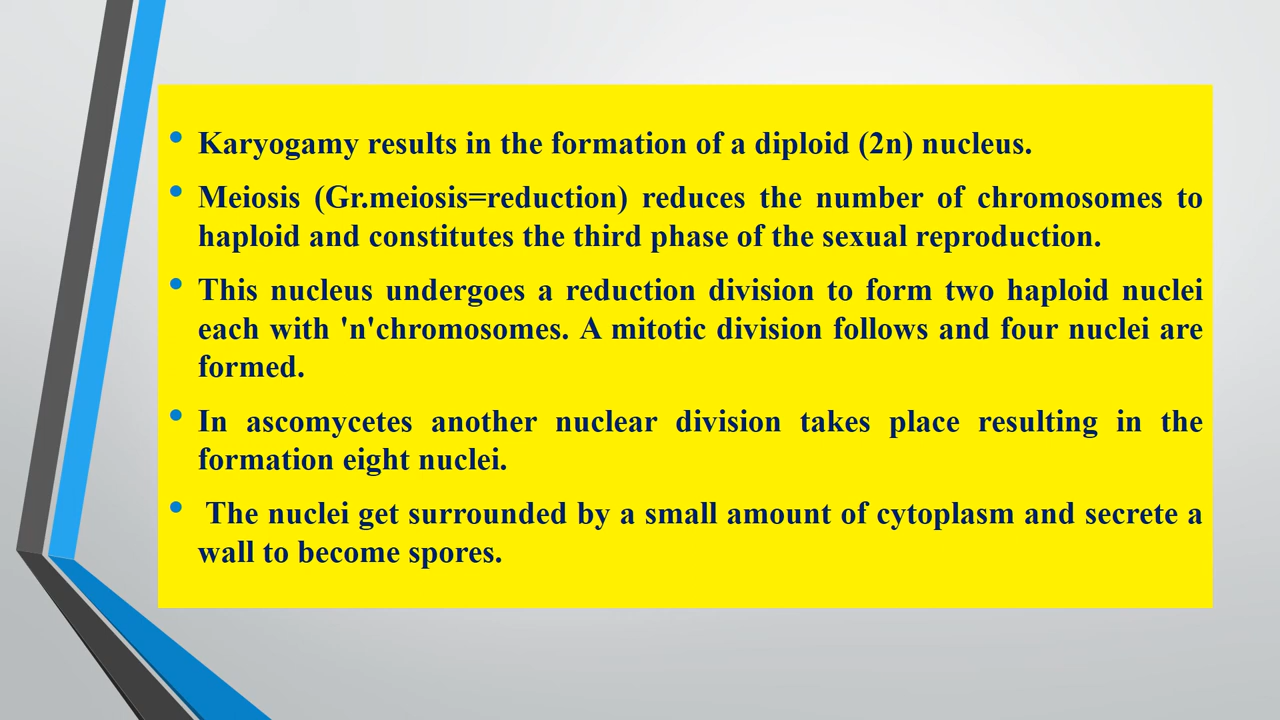 • Karyogamy results in the formation of a diploid (2n) nucleus.
• Meiosis (Gr.meiosis=reduction) reduces the number of chromosomes to
haploid and constitutes the third phase of the sexual reproduction.
• This nucleus undergoes a reduction division to form two haploid nuclei
each with 'n'chromosomes. A mitotic division follows and four nuclei are
formed.
• In ascomycetes another nuclear division takes place resulting in the
formation eight nuclei.
• The nuclei get surrounded by a small amount of cytoplasm and secrete a
wall to become spores.